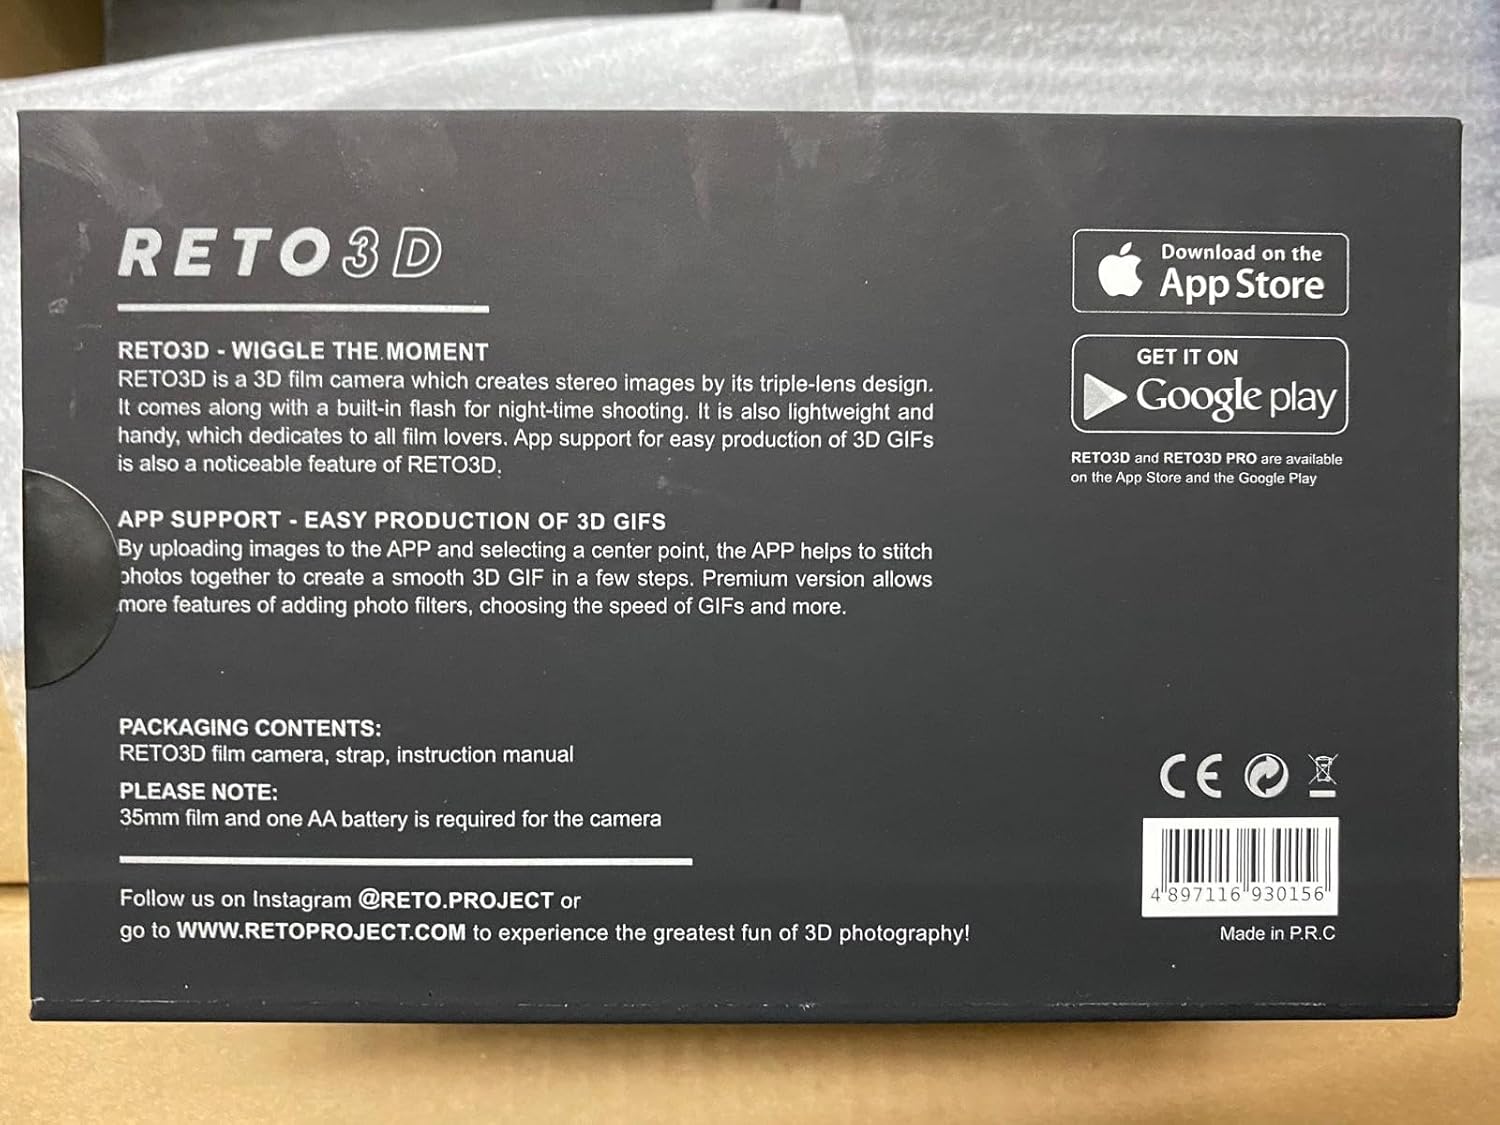 RETO3D
RETO3D - WIGGLE THE MOMENT
RETO3D is a 3D film camera which creates stereo images by its triple-lens design.
It comes along with a built-in flash for night-time shooting. It is also lightweight and
handy, which dedicates to all film lovers. App support for easy production of 3D GIFs
is also a noticeable feature of RETO3D.
APP SUPPORT - EASY PRODUCTION OF 3D GIFS
By uploading images to the APP and selecting a center point, the APP helps to stitch
photos together to create a smooth 3D GIF in a few steps. Premium version allows
more features of adding photo filters, choosing the speed of GIFs and more.
PACKAGING CONTENTS:
RETO3D film camera, strap, instruction manual
PLEASE NOTE:
35mm film and one AA battery is required for the camera
Follow us on Instagram @RETO.PROJECT or
go to WWW.RETOPROJECT.COM to experience the greatest fun of 3D photography!
Download on the
App Store
GET IT ON
Google play
RETO3D and RETO3D PRO are available
on the App Store and the Google Play
CE
4 897116 930156
Made in P.R.C